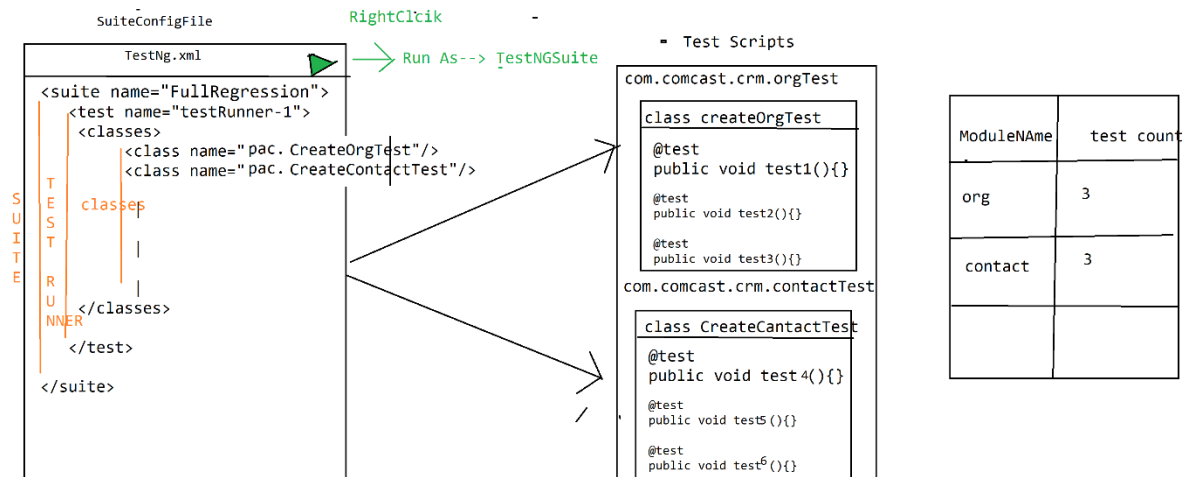 SuiteConfigFile
TestNg.xml
<suite name="FullRegression">
<test name="testRunner-1">
<classes>
<class name="pac. CreateOrgTest"/>
<class name="pac. CreateContactTest"/>
classes
</classes>
</test>
</suite>
SUITE
TEST RUNNER
RightClcik
Run As--> TestNGSuite
- Test Scripts
com.comcast.crm.orgTest
class createOrgTest
@test
public void test1(){}
@test
public void test2(){}
@test
public void test3(){}
com.comcast.crm.contactTest
class CreateCantactTest
@test
public void test4(){}
@test
public void test5(){}
@test
public void test6(){}
ModuleNAme test count
org 3
contact 3